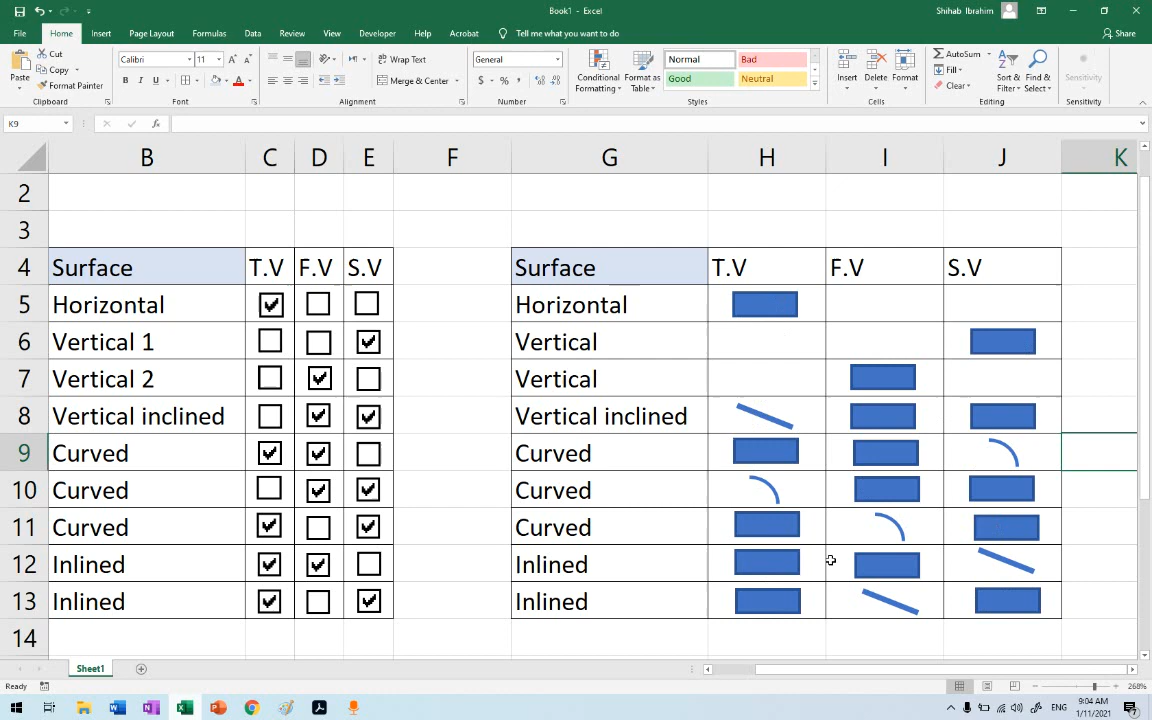 Book1 - Excel
Shihab Ibrahim
File Home Insert Page Layout Formulas Data Review View Developer Help Acrobat Tell me what you want to do Share
Paste Cut Copy Format Painter
Clipboard
Calibri 11
B I U
Font
Wrap Text
Merge & Center
Alignment
General
$ % ,
Number
Conditional Formatting Format as Table
Normal Bad
Good Neutral
Styles
Insert Delete Format
Cells
AutoSum
Fill
Clear
Sort & Filter Find & Select
Editing
Sensitivity
Sensitivity
K9 fx
B C D E F G H I J K
2
3
4 Surface T.V F.V S.V Surface T.V F.V S.V
5 Horizontal Horizontal
6 Vertical 1 Vertical
7 Vertical 2 Vertical
8 Vertical inclined Vertical inclined
9 Curved Curved
10 Curved Curved
11 Curved Curved
12 Inlined Inlined
13 Inlined Inlined
14
Sheet1
Ready 268%
ENG 9:04 AM
1/11/2021